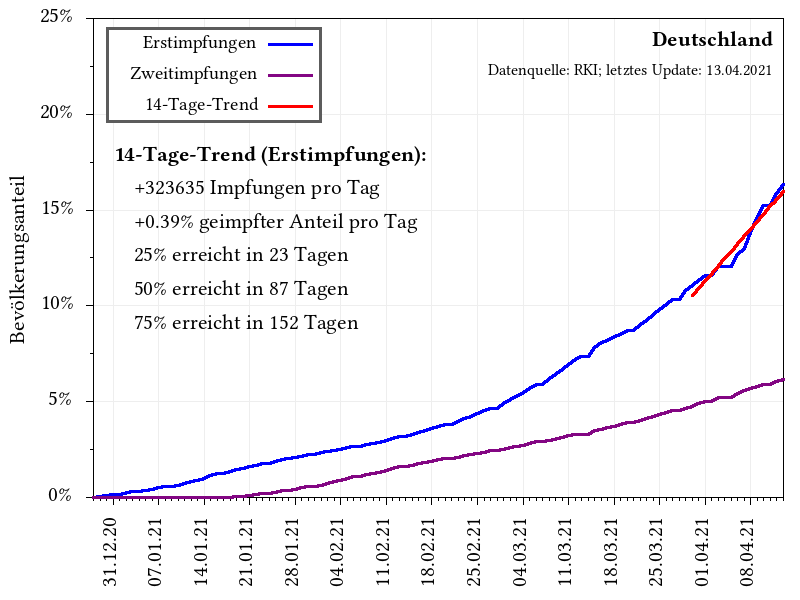 25%
20%
15%
10%
5%
0%
Bevölkerungsanteil
Erstimpfungen
Zweitimpfungen
14-Tage-Trend
Deutschland
Datenquelle: RKI; letztes Update: 13.04.2021
14-Tage-Trend (Erstimpfungen):
+323635 Impfungen pro Tag
+0.39% geimpfter Anteil pro Tag
25% erreicht in 23 Tagen
50% erreicht in 87 Tagen
75% erreicht in 152 Tagen
31.12.20
07.01.21
14.01.21
21.01.21
28.01.21
04.02.21
11.02.21
18.02.21
25.02.21
04.03.21
11.03.21
18.03.21
25.03.21
01.04.21
08.04.21